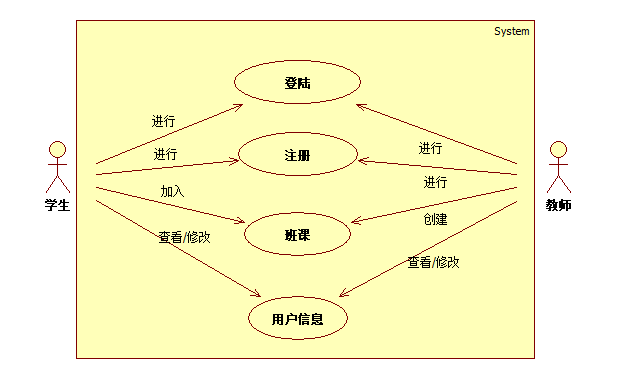 System
登陆
进行
进行
进行
注册
进行
学生
加入
教师
创建
班课
查看/修改
查看/修改
用户信息